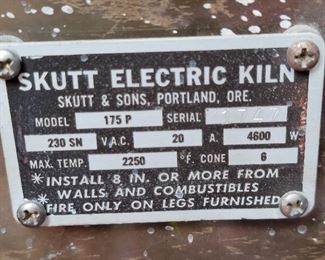 SKUTT ELECTRIC KILN
SKUTT & SONS, PORTLAND, ORE.
MODEL 175 P SERIAL
230 SN V.A.C. 20 A. 4600 W
MAX. TEMP. 2250 °F. CONE 6
*INSTALL 8 IN. OR MORE FROM
WALLS AND COMBUSTIBLES
*FIRE ONLY ON LEGS FURNISHED